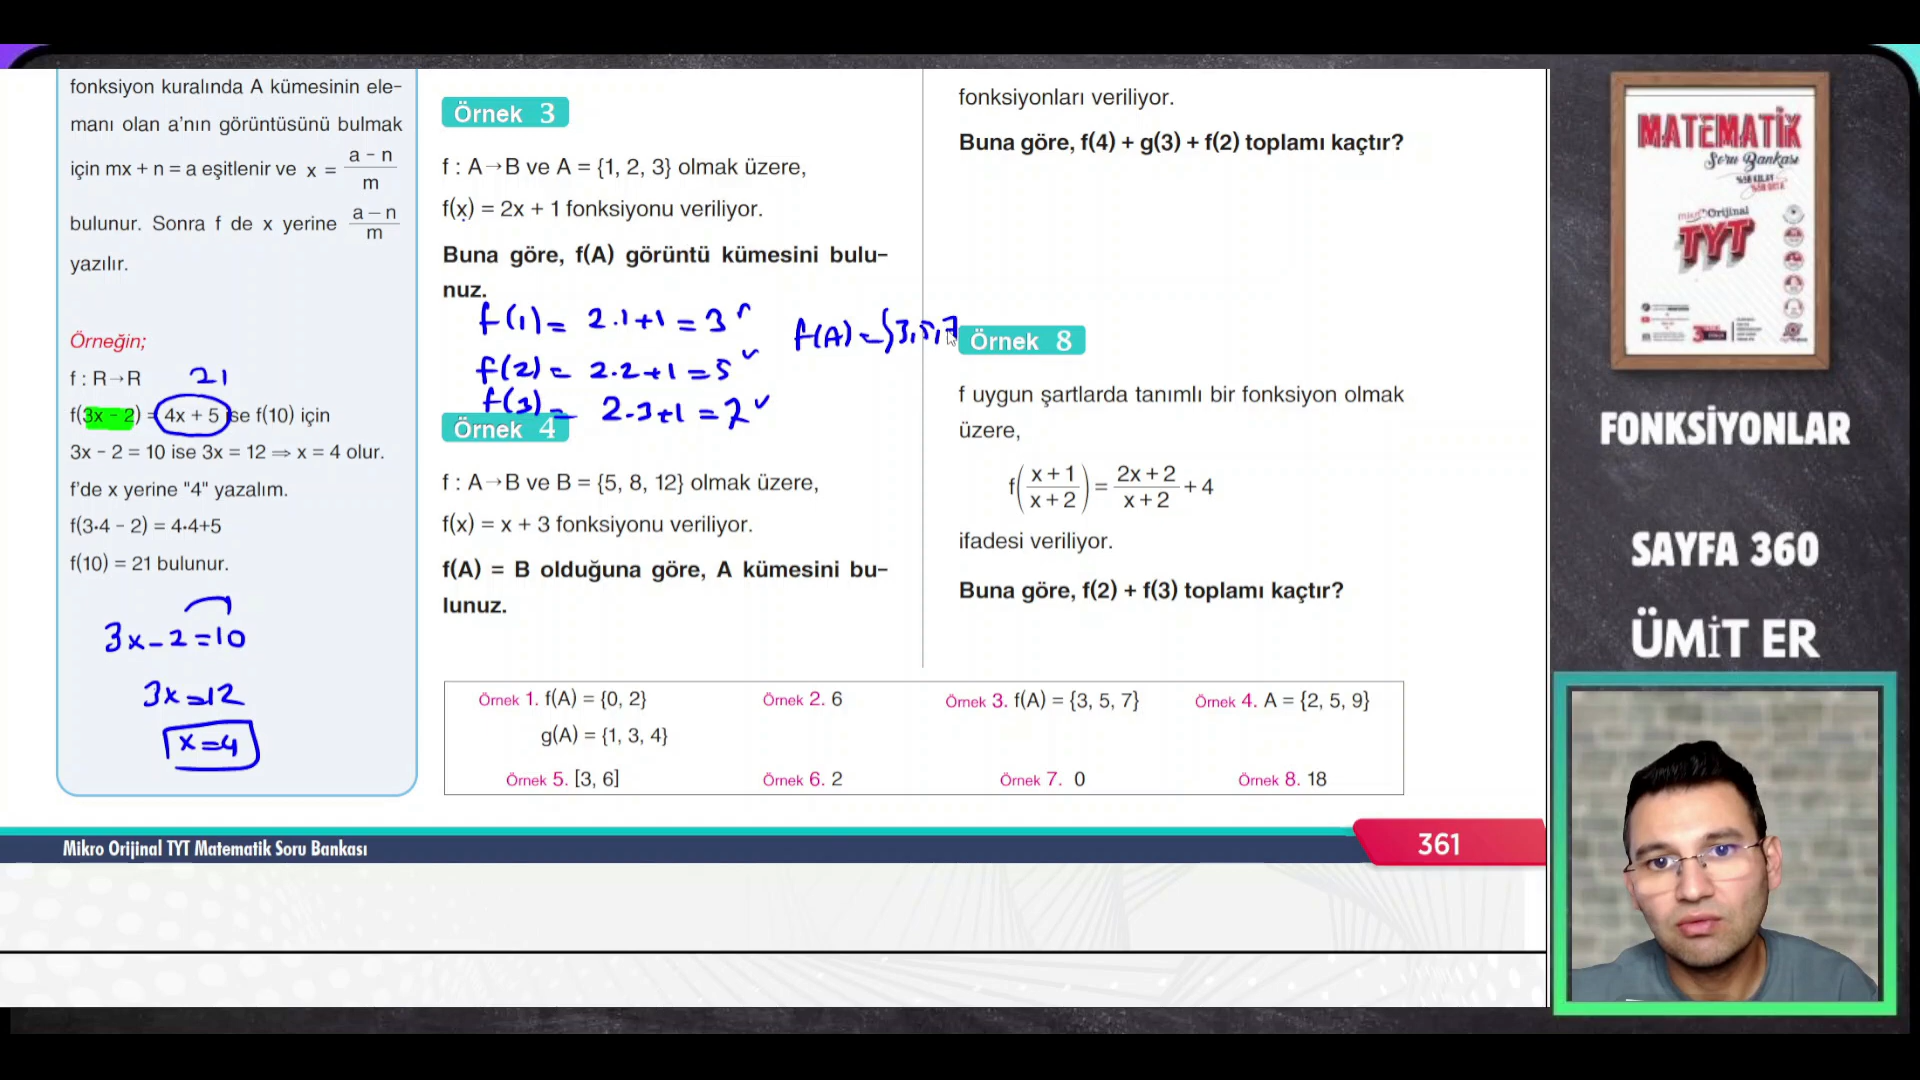 fonksiyon kuralında A kümesinin ele-
manı olan a'nın görüntüsünü bulmak
için mx + n = a eşitlenir ve x = (a - n)/m
bulunur. Sonra f de x yerine (a - n)/m
yazılır.
Örneğin;
f : R→R
21
f(3x - 2) = 4x + 5 ise f(10) için
3x - 2 = 10 ise 3x = 12 ⇒ x = 4 olur.
f'de x yerine "4" yazalım.
f(3·4 - 2) = 4·4+5
f(10) = 21 bulunur.
3x - 2 = 10
3x = 12
x = 4
Örnek 3
f : A→B ve A = {1, 2, 3} olmak üzere,
f(x) = 2x + 1 fonksiyonu veriliyor.
Buna göre, f(A) görüntü kümesini bulu-
nuz.
f(1) = 2.1+1 = 3
f(A) = {3,5,7
f(2) = 2.2+1 = 5
f(3) = 2.3+1 = 7
Örnek 4
f : A→B ve B = {5, 8, 12} olmak üzere,
f(x) = x + 3 fonksiyonu veriliyor.
f(A) = B olduğuna göre, A kümesini bu-
lunuz.
fonksiyonları veriliyor.
Buna göre, f(4) + g(3) + f(2) toplamı kaçtır?
Örnek 8
f uygun şartlarda tanımlı bir fonksiyon olmak
üzere,
f((x + 1)/(x + 2)) = (2x + 2)/(x + 2) + 4
ifadesi veriliyor.
Buna göre, f(2) + f(3) toplamı kaçtır?
Örnek 1. f(A) = {0, 2} Örnek 2. 6 Örnek 3. f(A) = {3, 5, 7} Örnek 4. A = {2, 5, 9}
g(A) = {1, 3, 4}
Örnek 5. [3, 6] Örnek 6. 2 Örnek 7. 0 Örnek 8. 18
Mikro Orijinal TYT Matematik Soru Bankası
361
MATEMATİK
Soru Bankası
Orijinal
TYT
FONKSİYONLAR
SAYFA 360
ÜMİT ER